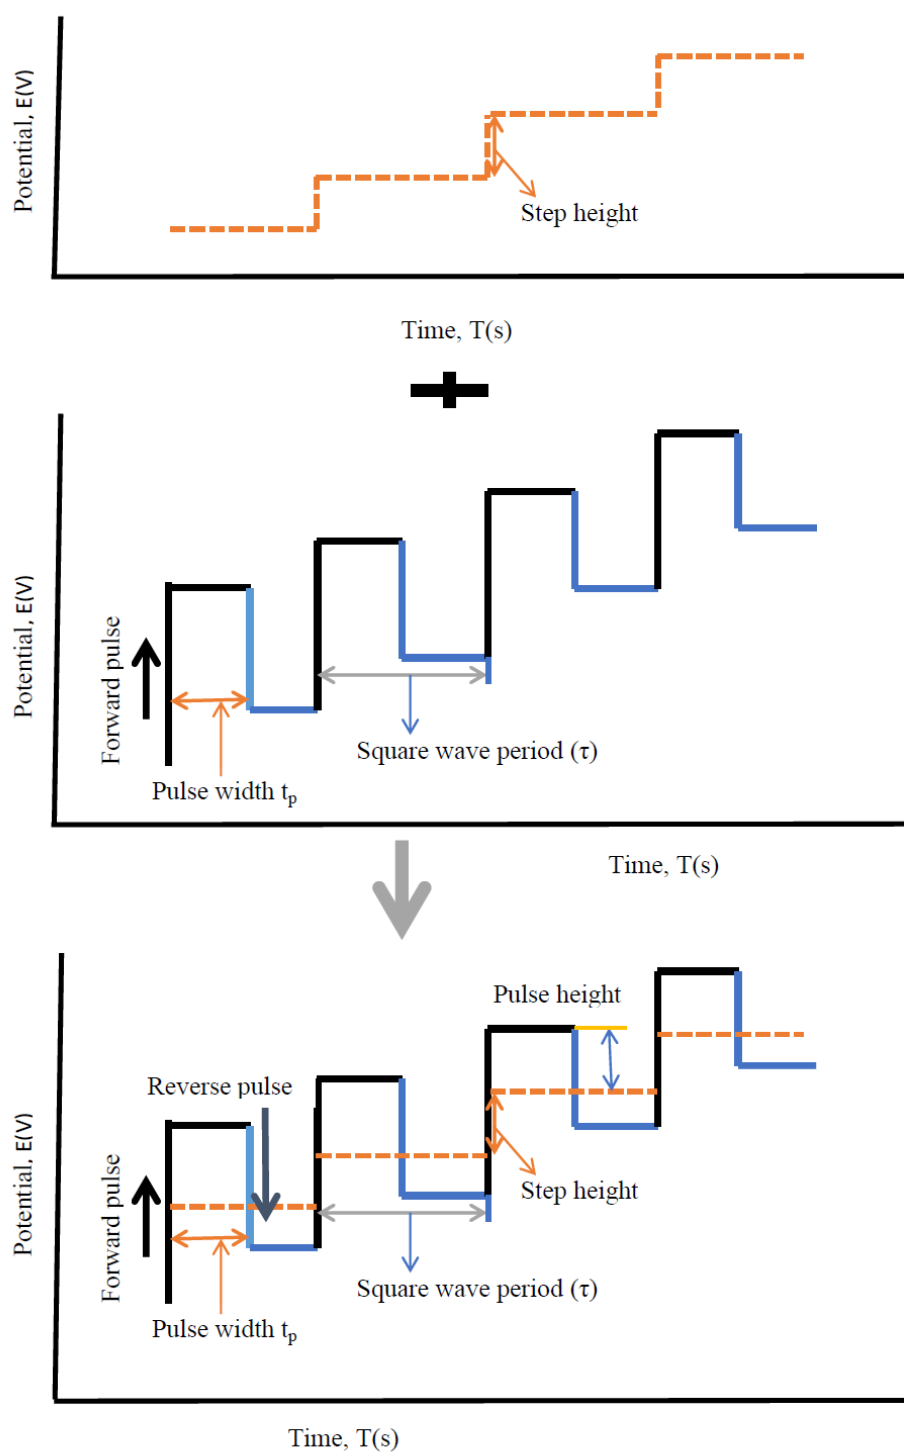 Potential, E(V)
Step height
Time, T(s)
Potential, E(V)
Forward pulse
Square wave period (τ)
Pulse width tₚ
Time, T(s)
Pulse height
Reverse pulse
Potential, E(V)
Forward pulse
Step height
Square wave period (τ)
Pulse width tₚ
Time, T(s)